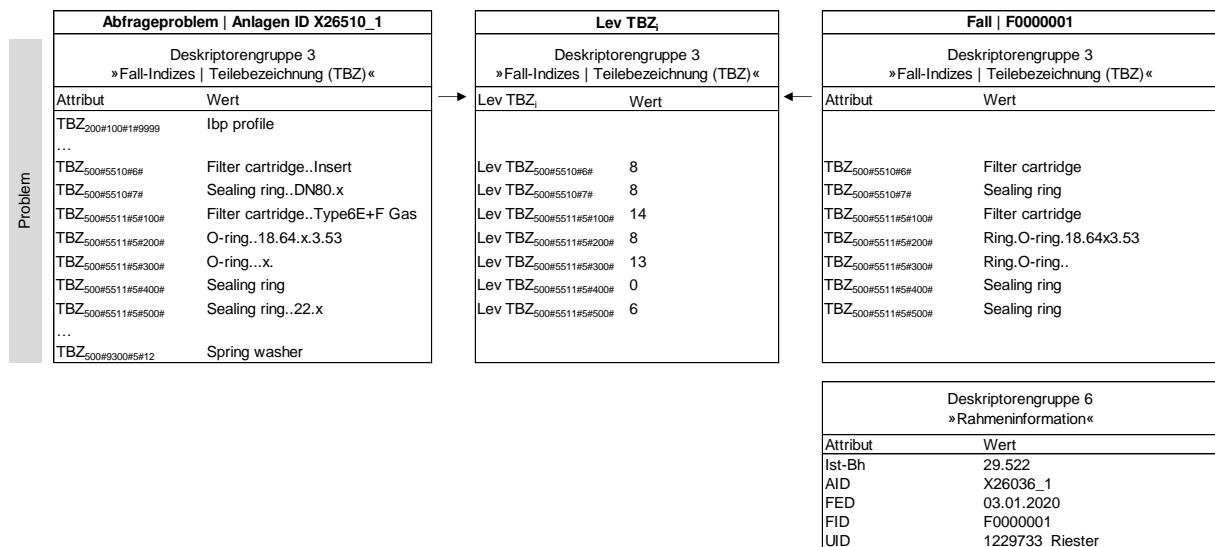 Abfrageproblem | Anlagen ID X26510_1
Deskriptorengruppe 3
»Fall-Indizes | Teilebezeichnung (TBZ)«
Attribut Wert
TBZ200#100#1#9999 Ibp profile
…
TBZ500#5510#6# Filter cartridge..Insert
TBZ500#5510#7# Sealing ring..DN80.x
TBZ500#5511#5#100# Filter cartridge..Type6E+F Gas
TBZ500#5511#5#200# O-ring..18.64.x.3.53
TBZ500#5511#5#300# O-ring...x.
TBZ500#5511#5#400# Sealing ring
TBZ500#5511#5#500# Sealing ring..22.x
…
TBZ500#9300#5#12 Spring washer
Problem
Lev TBZi
Deskriptorengruppe 3
»Fall-Indizes | Teilebezeichnung (TBZ)«
Lev TBZi Wert
Lev TBZ500#5510#6# 8
Lev TBZ500#5510#7# 8
Lev TBZ500#5511#5#100# 14
Lev TBZ500#5511#5#200# 8
Lev TBZ500#5511#5#300# 13
Lev TBZ500#5511#5#400# 0
Lev TBZ500#5511#5#500# 6
Fall | F0000001
Deskriptorengruppe 3
»Fall-Indizes | Teilebezeichnung (TBZ)«
Attribut Wert
TBZ500#5510#6# Filter cartridge
TBZ500#5510#7# Sealing ring
TBZ500#5511#5#100# Filter cartridge
TBZ500#5511#5#200# Ring.O-ring.18.64x3.53
TBZ500#5511#5#300# Ring.O-ring..
TBZ500#5511#5#400# Sealing ring
TBZ500#5511#5#500# Sealing ring
Deskriptorengruppe 6
»Rahmeninformation«
Attribut Wert
Ist-Bh 29.522
AID X26036_1
FED 03.01.2020
FID F0000001
UID 1229733_Riester